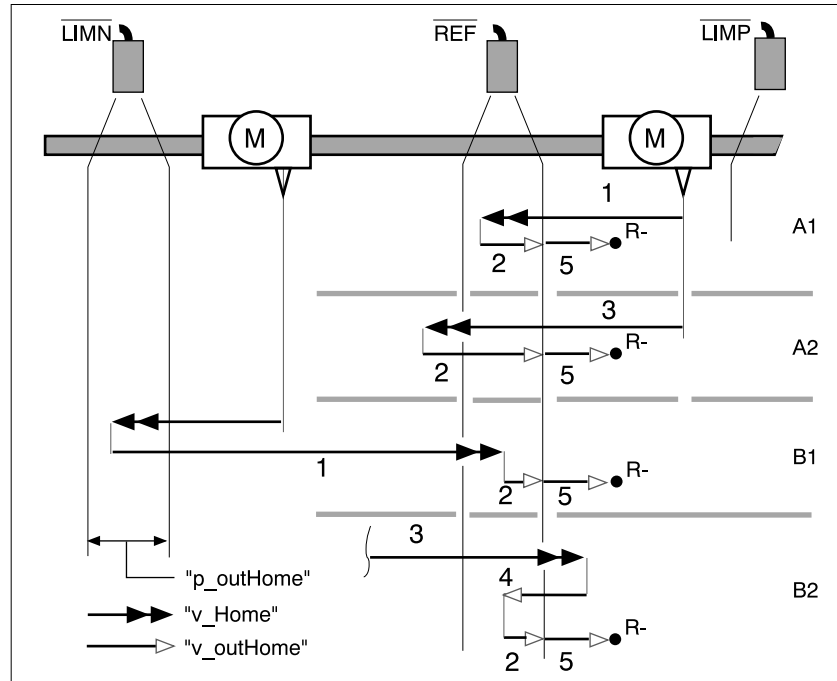 LIMN REF LIMP
M M
1
R- A1
2 5
3
R- A2
2 5
1
R- B1
2 5
3
"p_outHome"
4
B2
"v_Home"
R-
"v_outHome"
2 5